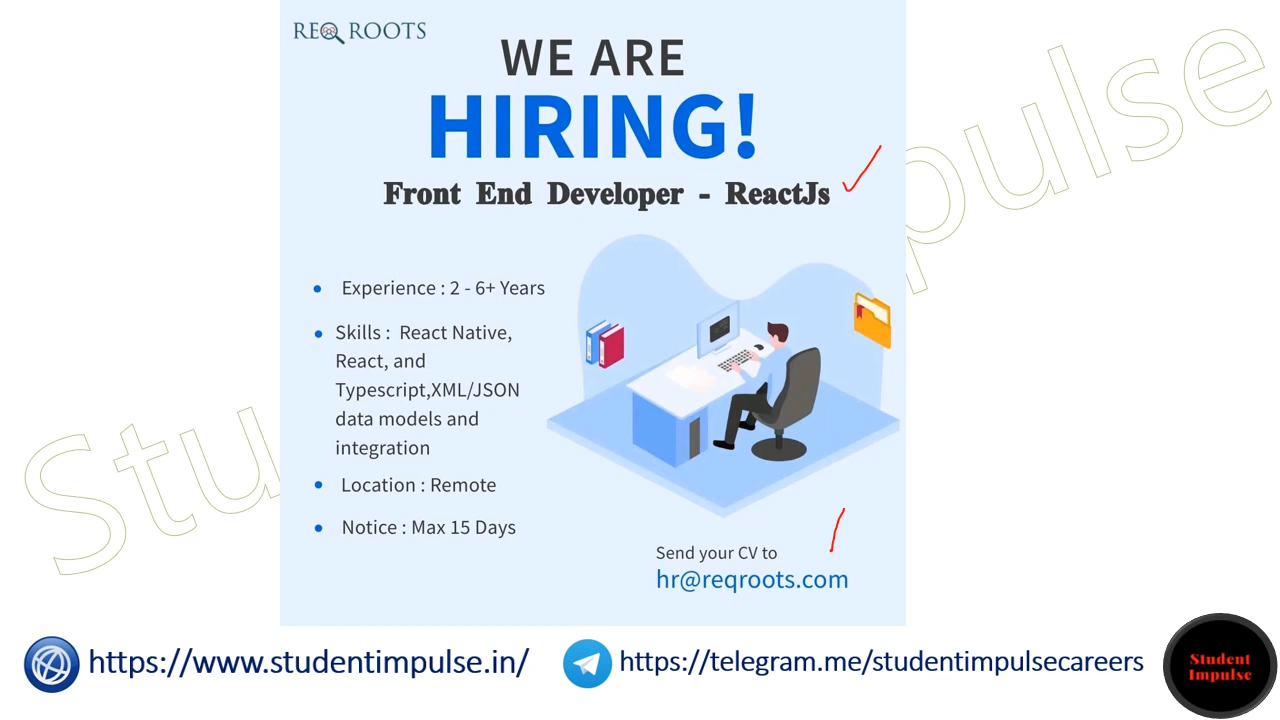 REQ ROOTS
WE ARE
HIRING!
Front End Developer - ReactJs
Experience : 2 - 6+ Years
Skills : React Native,
React, and
Typescript,XML/JSON
data models and
integration
Location : Remote
Notice : Max 15 Days
Send your CV to
hr@reqroots.com
Stu pulse
https://www.studentimpulse.in/
https://telegram.me/studentimpulsecareers
Student
Impulse